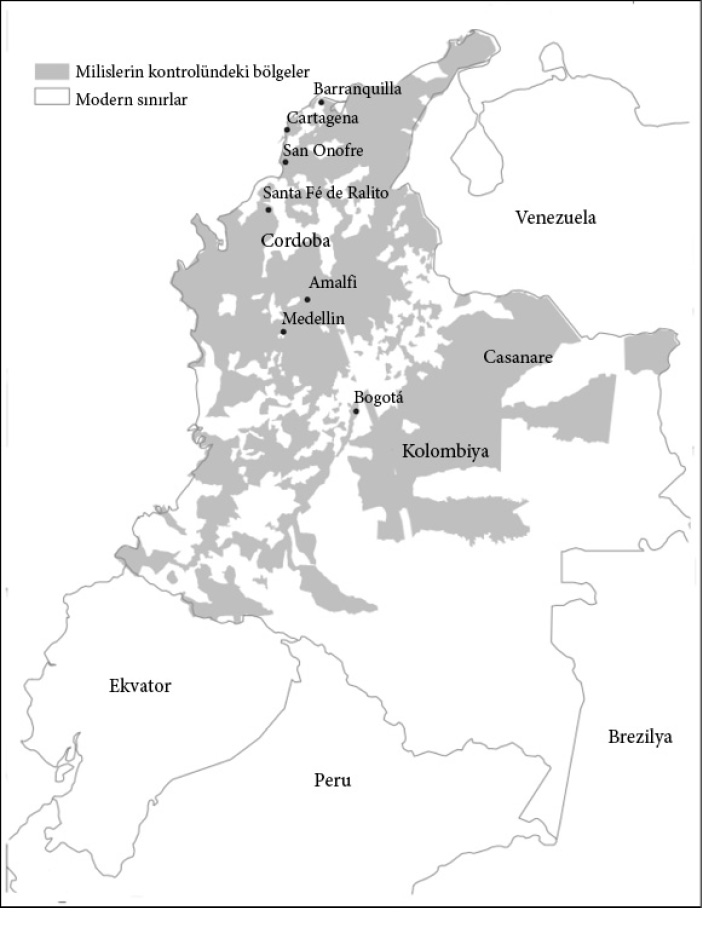 Milislerin kontrolündeki bölgeler
Modern sınırlar
Barranquilla
Cartagena
San Onofre
Santa Fé de Ralito
Venezuela
Cordoba
Amalfi
Medellin
Casanare
Bogotá
Kolombiya
Ekvator
Brezilya
Peru